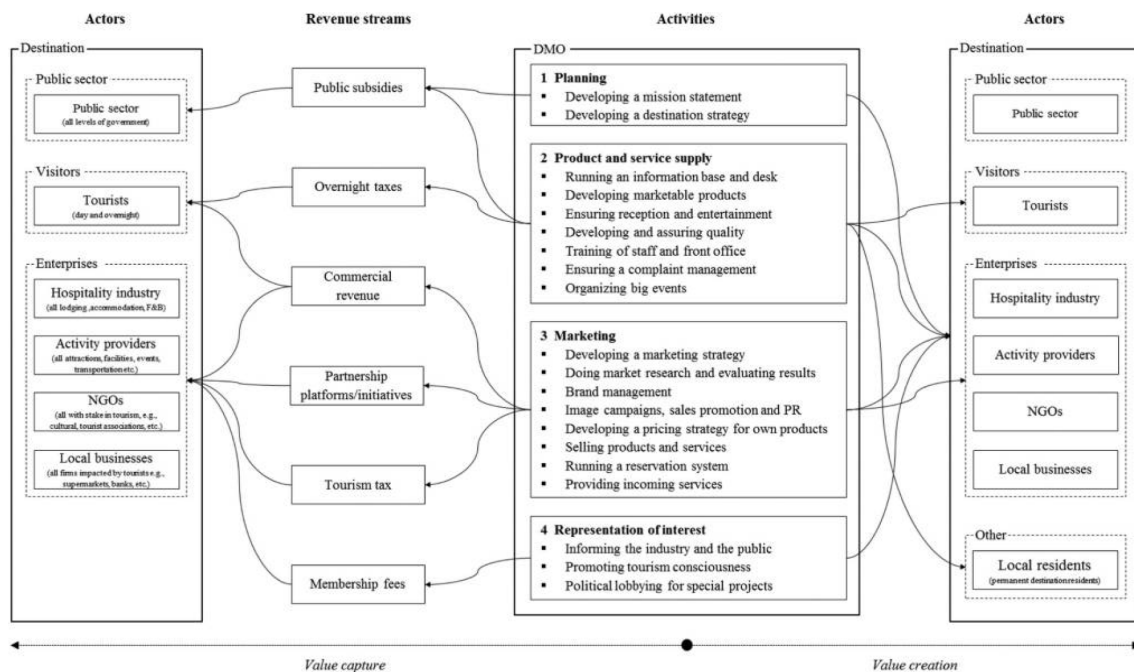 Actors
Revenue streams
Activities
Actors
Destination
Public sector
Public sector
(all levels of government)
Visitors
Tourists
(day and overnight)
Enterprises
Hospitality industry
(all lodging ,accommodation, F&B)
Activity providers
(all attractions, facilities, events,
transportation etc.)
NGOs
(all with stake in tourism, e.g.,
cultural, tourist associations, etc.)
Local businesses
(all firms impacted by tourists e.g.,
supermarkets, banks, etc.)
Public subsidies
Overnight taxes
Commercial
revenue
Partnership
platforms/initiatives
Tourism tax
Membership fees
DMO
1 Planning
▪ Developing a mission statement
▪ Developing a destination strategy
2 Product and service supply
▪ Running an information base and desk
▪ Developing marketable products
▪ Ensuring reception and entertainment
▪ Developing and assuring quality
▪ Training of staff and front office
▪ Ensuring a complaint management
▪ Organizing big events
3 Marketing
▪ Developing a marketing strategy
▪ Doing market research and evaluating results
▪ Brand management
▪ Image campaigns, sales promotion and PR
▪ Developing a pricing strategy for own products
▪ Selling products and services
▪ Running a reservation system
▪ Providing incoming services
4 Representation of interest
▪ Informing the industry and the public
▪ Promoting tourism consciousness
▪ Political lobbying for special projects
Destination
Public sector
Public sector
Visitors
Tourists
Enterprises
Hospitality industry
Activity providers
NGOs
Local businesses
Other
Local residents
(permanent destination residents)
Value capture
Value creation